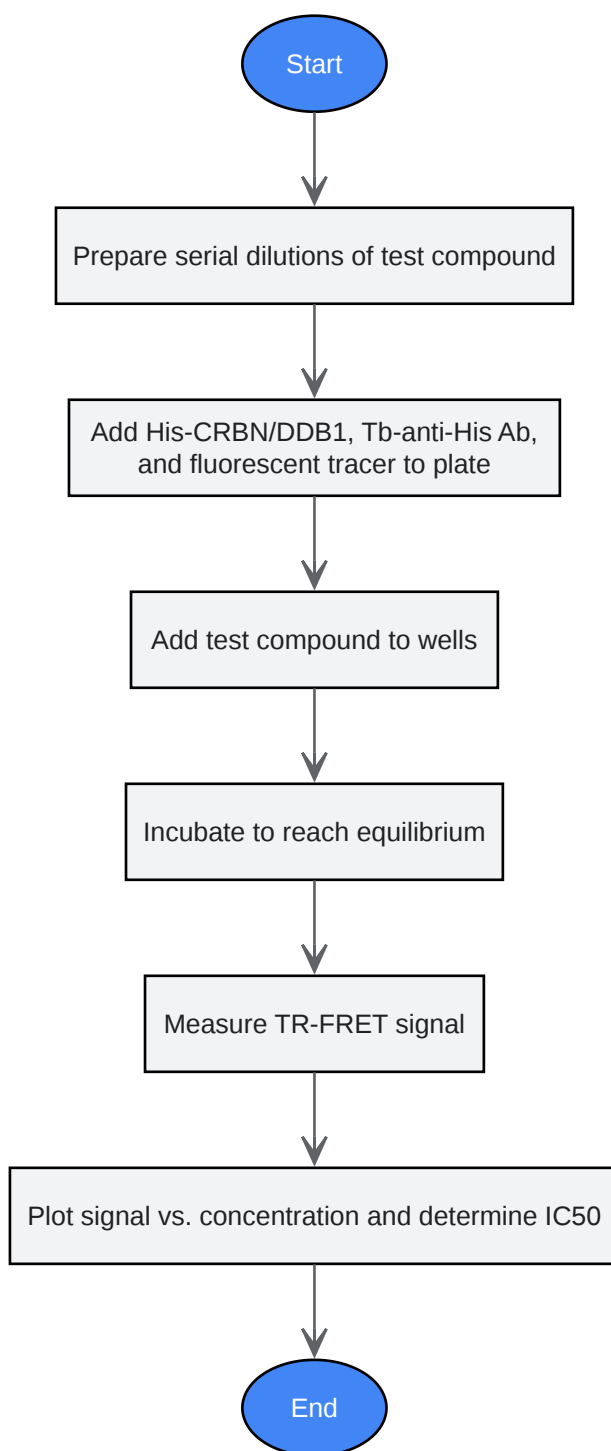 Start
Prepare serial dilutions of test compound
Add His-CRBN/DDB1, Tb-anti-His Ab,
and fluorescent tracer to plate
Add test compound to wells
Incubate to reach equilibrium
Measure TR-FRET signal
Plot signal vs. concentration and determine IC50
End